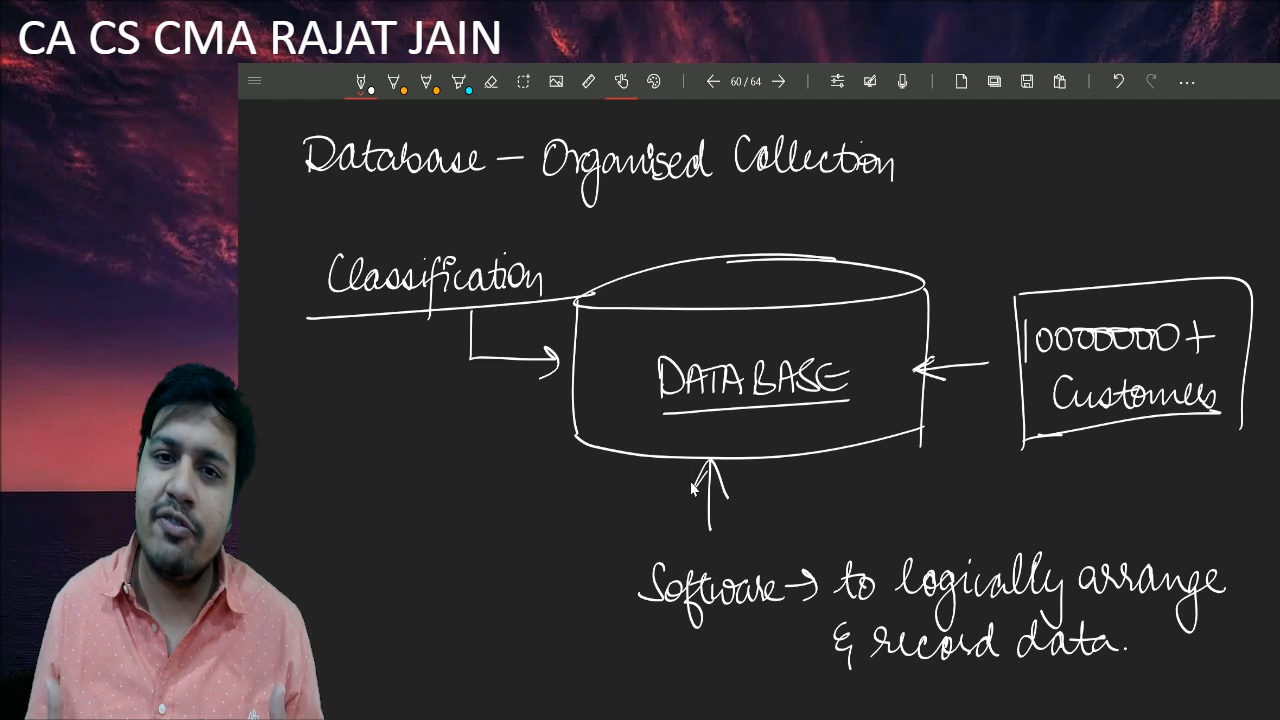 CA CS CMA RAJAT JAIN
60/64
Database – Organised Collection
Classification
DATABASE
10000000+
Customers
Software → to logically arrange
& record data.